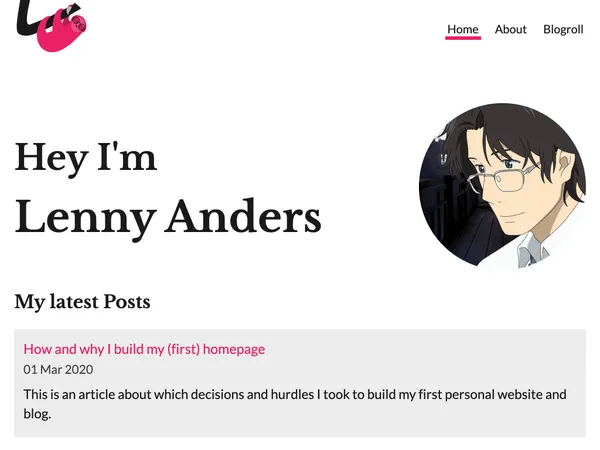 Home About Blogroll
Hey I'm
Lenny Anders
My latest Posts
How and why I build my (first) homepage
01 Mar 2020
This is an article about which decisions and hurdles I took to build my first personal website and
blog.